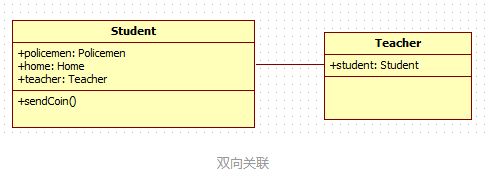 Student
+policemen: Policemen
+home: Home
+teacher: Teacher
+sendCoin()
Teacher
+student: Student
双向关联